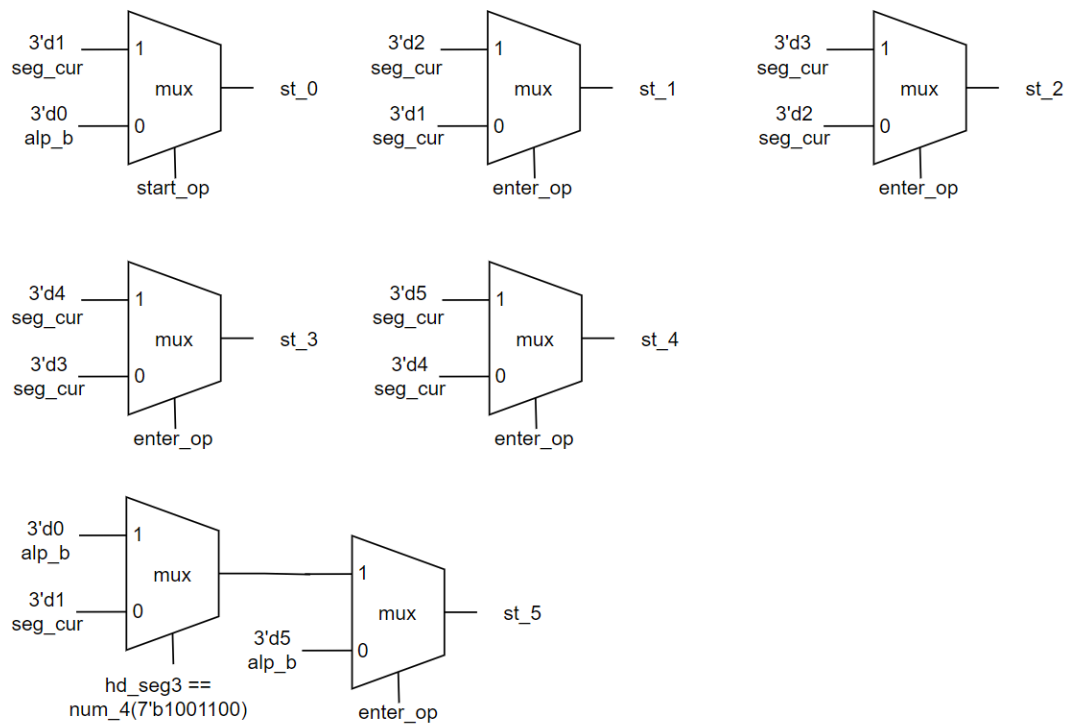 3'd1
seg_cur
1
mux
st_0
3'd0
alp_b
0
start_op
3'd2
seg_cur
1
mux
st_1
3'd1
seg_cur
0
enter_op
3'd3
seg_cur
1
mux
st_2
3'd2
seg_cur
0
enter_op
3'd4
seg_cur
1
mux
st_3
3'd3
seg_cur
0
enter_op
3'd5
seg_cur
1
mux
st_4
3'd4
seg_cur
0
enter_op
3'd0
alp_b
1
mux
3'd1
seg_cur
0
hd_seg3 ==
num_4(7'b1001100)
1
mux
st_5
3'd5
alp_b
0
enter_op